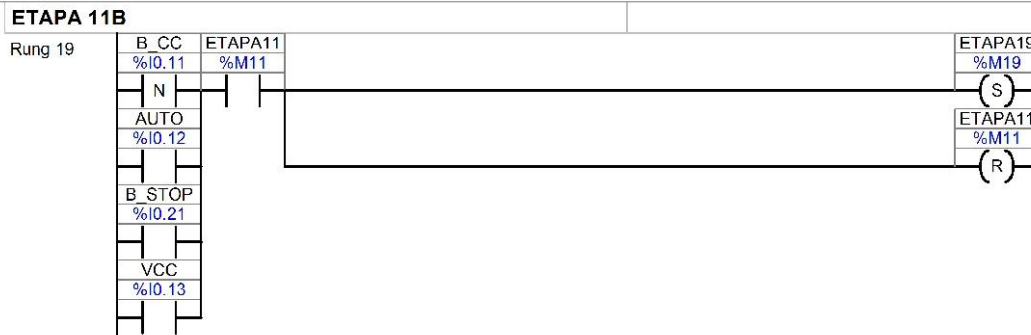 ETAPA 11B
Rung 19
B_CC ETAPA11 ETAPA19
%I0.11 %M11 %M19
N S
AUTO ETAPA11
%I0.12 %M11
R
B_STOP
%I0.21
VCC
%I0.13